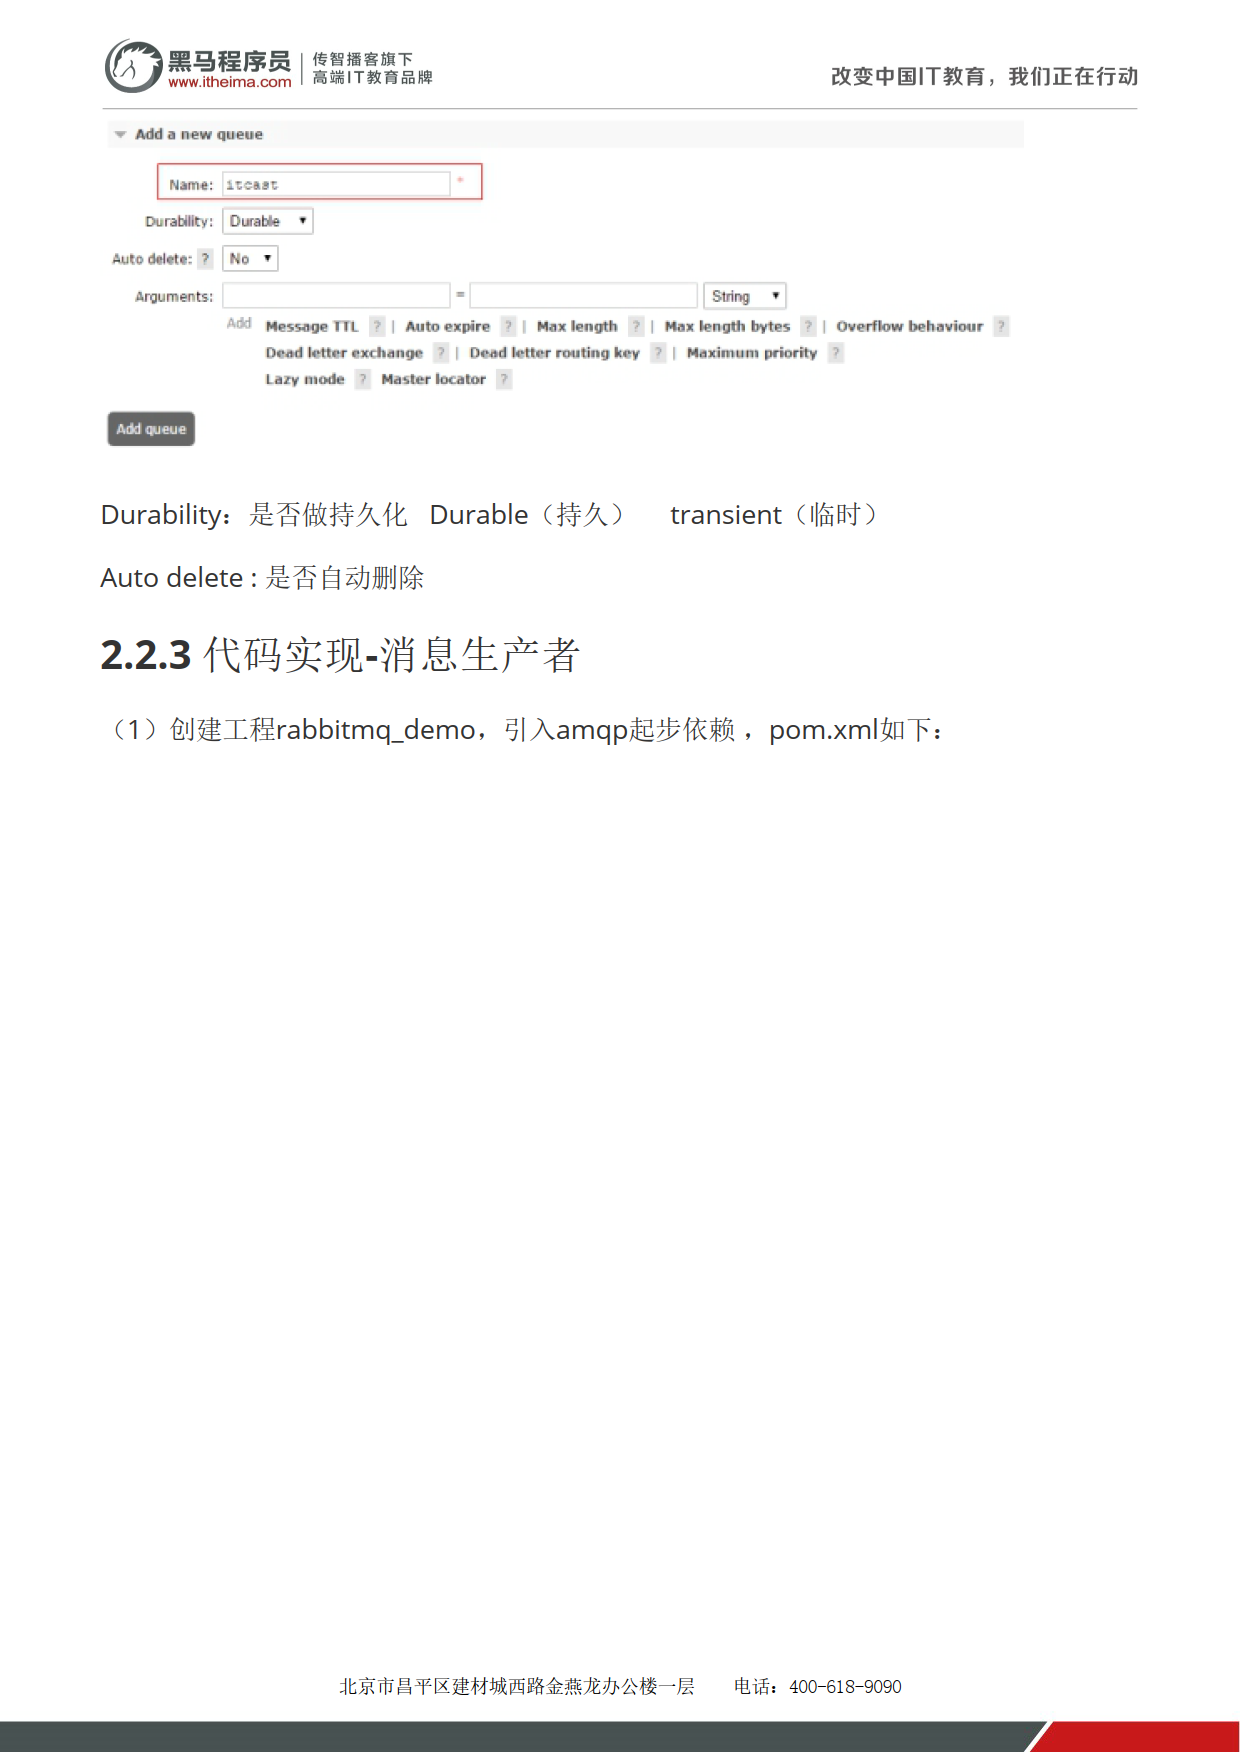 黑马程序员
www.itheima.com
传智播客旗下
高端IT教育品牌
改变中国IT教育，我们正在行动
Add a new queue
Name: itcast *
Durability: Durable
Auto delete: ? No
Arguments: = String
Add Message TTL ? | Auto expire ? | Max length ? | Max length bytes ? | Overflow behaviour ?
Dead letter exchange ? | Dead letter routing key ? | Maximum priority ?
Lazy mode ? Master locator ?
Add queue
Durability：是否做持久化 Durable（持久） transient（临时）
Auto delete : 是否自动删除
2.2.3 代码实现-消息生产者
（1）创建工程rabbitmq_demo，引入amqp起步依赖 ，pom.xml如下：
北京市昌平区建材城西路金燕龙办公楼一层 电话：400-618-9090